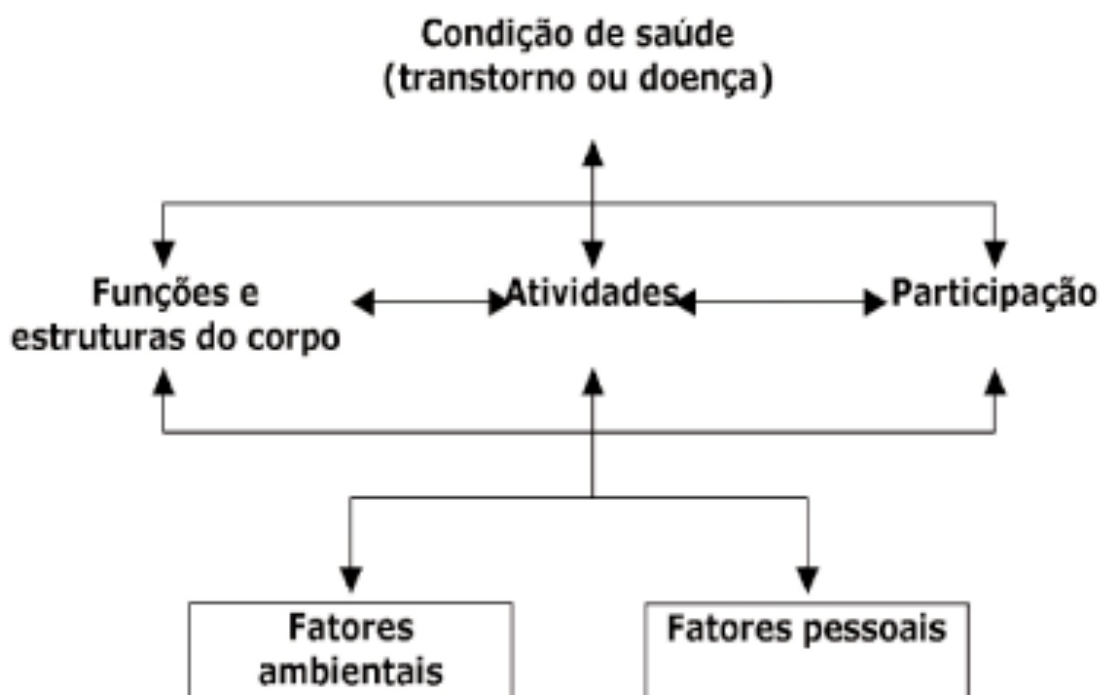 Condição de saúde
(transtorno ou doença)
Funções e
estruturas do corpo
Atividades
Participação
Fatores
ambientais
Fatores pessoais